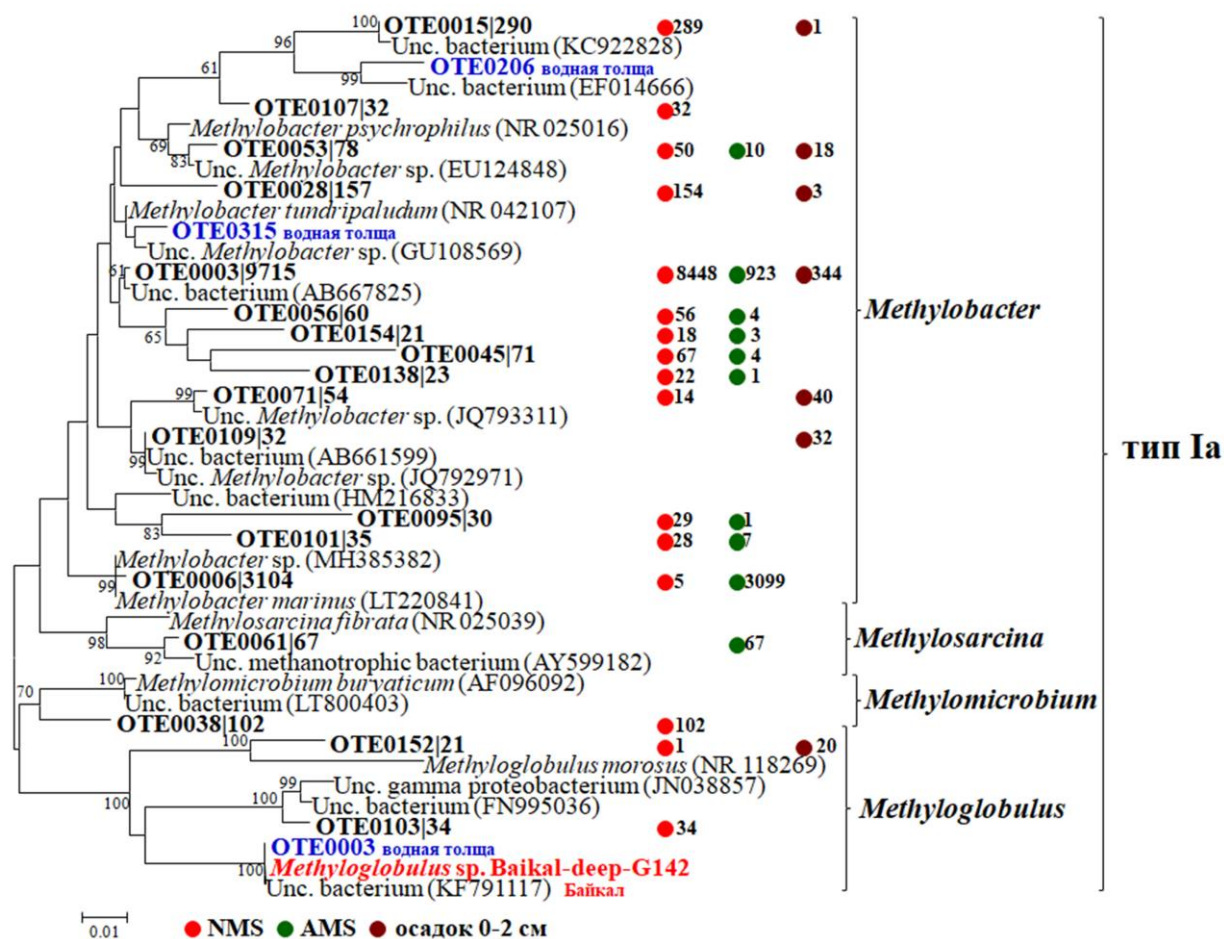 100 OTE0015|290 289 1
Unc. bacterium (KC922828)
96
OTE0206 водная толща
61
99 Unc. bacterium (EF014666)
OTE0107|32 32
Methylobacter psychrophilus (NR 025016)
69 OTE0053|78 50 10 18
83 Unc. Methylobacter sp. (EU124848)
OTE0028|157 154 3
Methylobacter tundripaludum (NR 042107)
OTE0315 водная толща
Unc. Methylobacter sp. (GU108569)
61 OTE0003|9715 8448 923 344
Unc. bacterium (AB667825)
OTE0056|60 56 4
Methylobacter
65 OTE0154|21 18 3
OTE0045|71 67 4
OTE0138|23 22 1
99 OTE0071|54 14 40
Unc. Methylobacter sp. (JQ793311)
OTE0109|32 32
тип Ia
99 Unc. bacterium (AB661599)
Unc. Methylobacter sp. (JQ792971)
Unc. bacterium (HM216833)
OTE0095|30 29 1
83 OTE0101|35 28 7
Methylobacter sp. (MH385382)
99 OTE0006|3104 5 3099
Methylobacter marinus (LT220841)
Methylosarcina fibrata (NR 025039)
98 OTE0061|67 67
Methylosarcina
92 Unc. methanotrophic bacterium (AY599182)
100 Methylomicrobium buryaticum (AF096092)
70 Unc. bacterium (LT800403)
Methylomicrobium
OTE0038|102 102
100 OTE0152|21 1 20
Methyloglobulus morosus (NR 118269)
99 Unc. gamma proteobacterium (JN038857)
100 100 Unc. bacterium (FN995036)
Methyloglobulus
OTE0103|34 34
OTE0003 водная толща
100 Methyloglobulus sp. Baikal-deep-G142
Unc. bacterium (KF791117) Байкал
0.01 NMS AMS осадок 0-2 см